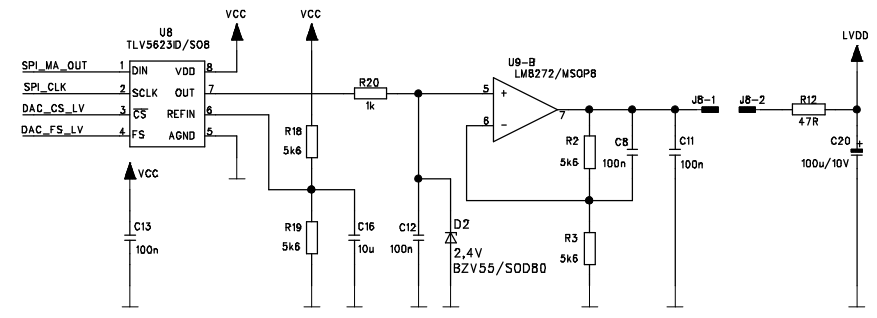 U8
TLV5623ID/SO8
SPI_MA_OUT
1
DIN
VDD
8
VCC
SPI_CLK
2
SCLK
OUT
7
DAC_CS_LV
3
CS
REFIN
6
DAC_FS_LV
4
FS
AGND
5
VCC
C13
100n
VCC
R18
5k6
R19
5k6
C16
10u
R20
1k
C12
100n
D2
2,4V
BZV55/SOD80
U9-B
LM8272/MSOP8
5
+
6
-
7
R2
5k6
C8
100n
R3
5k6
C11
100n
J8-1
J8-2
R12
47R
LVDD
C20
+
100u/10V